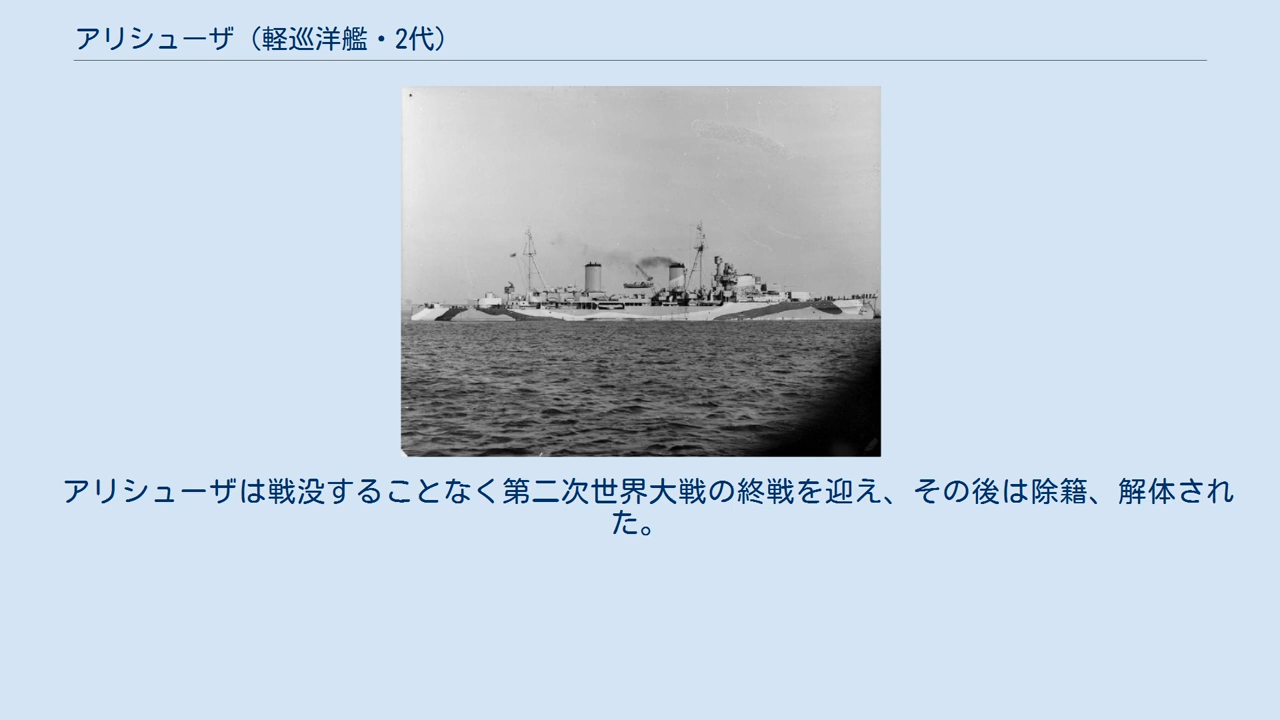 アリシューザ（軽巡洋艦・2代）
アリシューザは戦没することなく第二次世界大戦の終戦を迎え、その後は除籍、解体され
た。